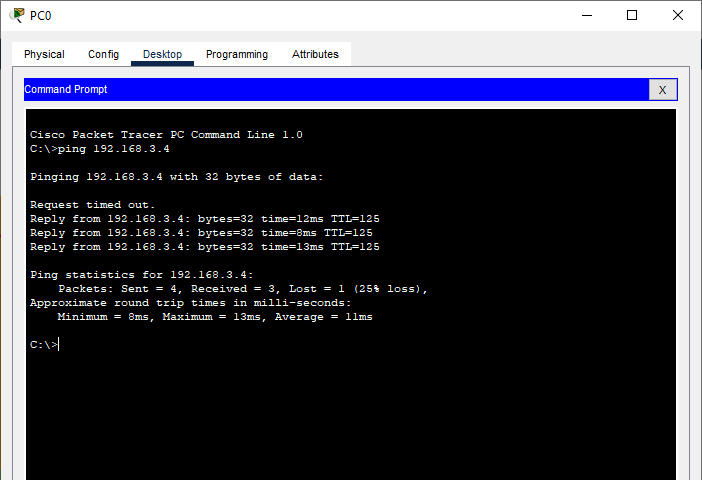 PC0
Physical Config Desktop Programming Attributes
Command Prompt X
Cisco Packet Tracer PC Command Line 1.0
C:\>ping 192.168.3.4
Pinging 192.168.3.4 with 32 bytes of data:
Request timed out.
Reply from 192.168.3.4: bytes=32 time=12ms TTL=125
Reply from 192.168.3.4: bytes=32 time=8ms TTL=125
Reply from 192.168.3.4: bytes=32 time=13ms TTL=125
Ping statistics for 192.168.3.4:
    Packets: Sent = 4, Received = 3, Lost = 1 (25% loss),
Approximate round trip times in milli-seconds:
    Minimum = 8ms, Maximum = 13ms, Average = 11ms
C:\>